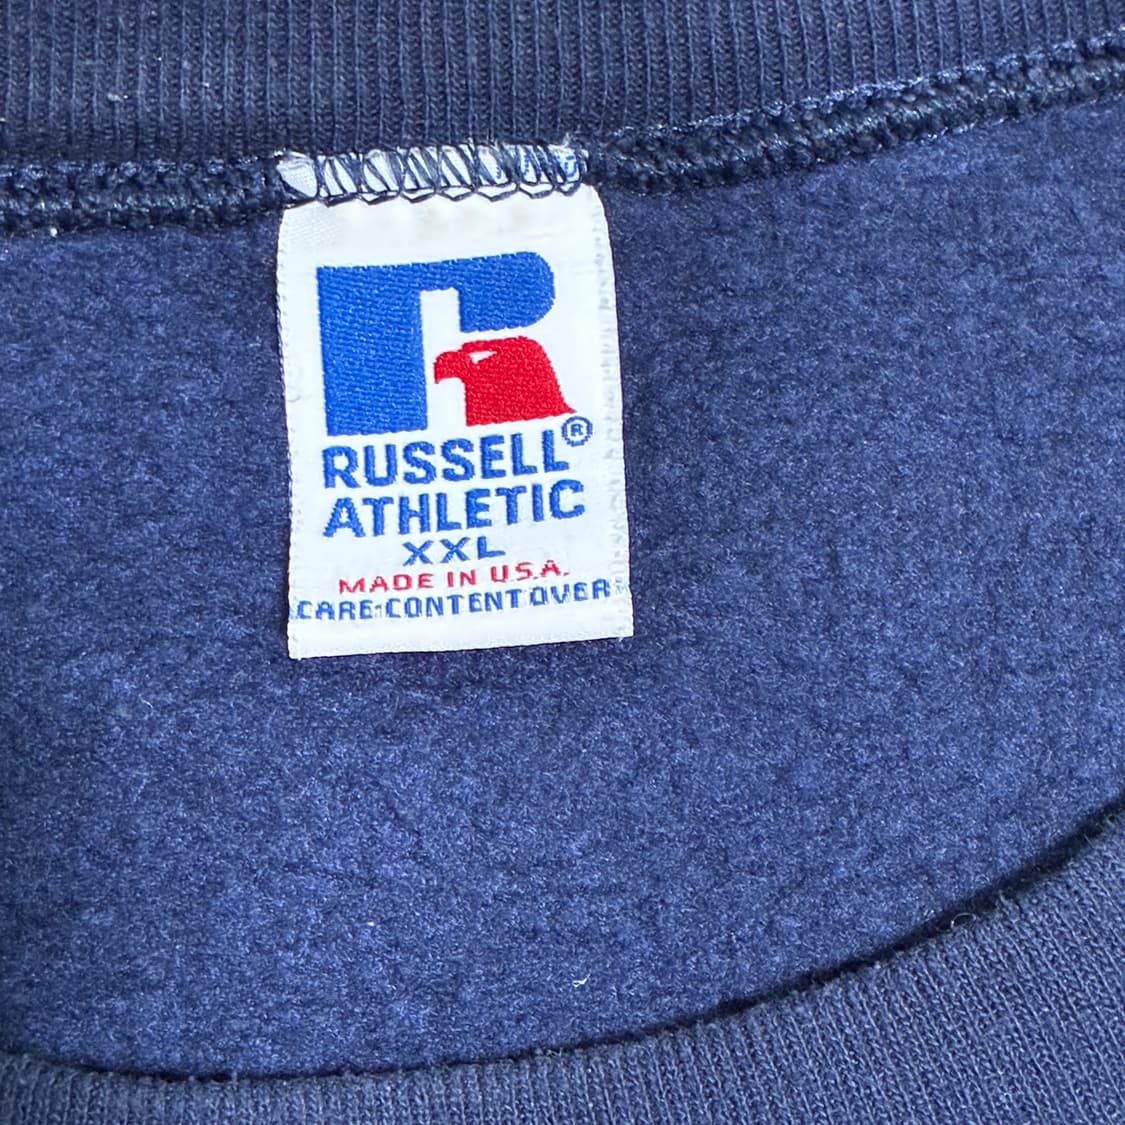 R
RUSSELL®
ATHLETIC
XXL
MADE IN U.S.A.
CARE·CONTENT OVER